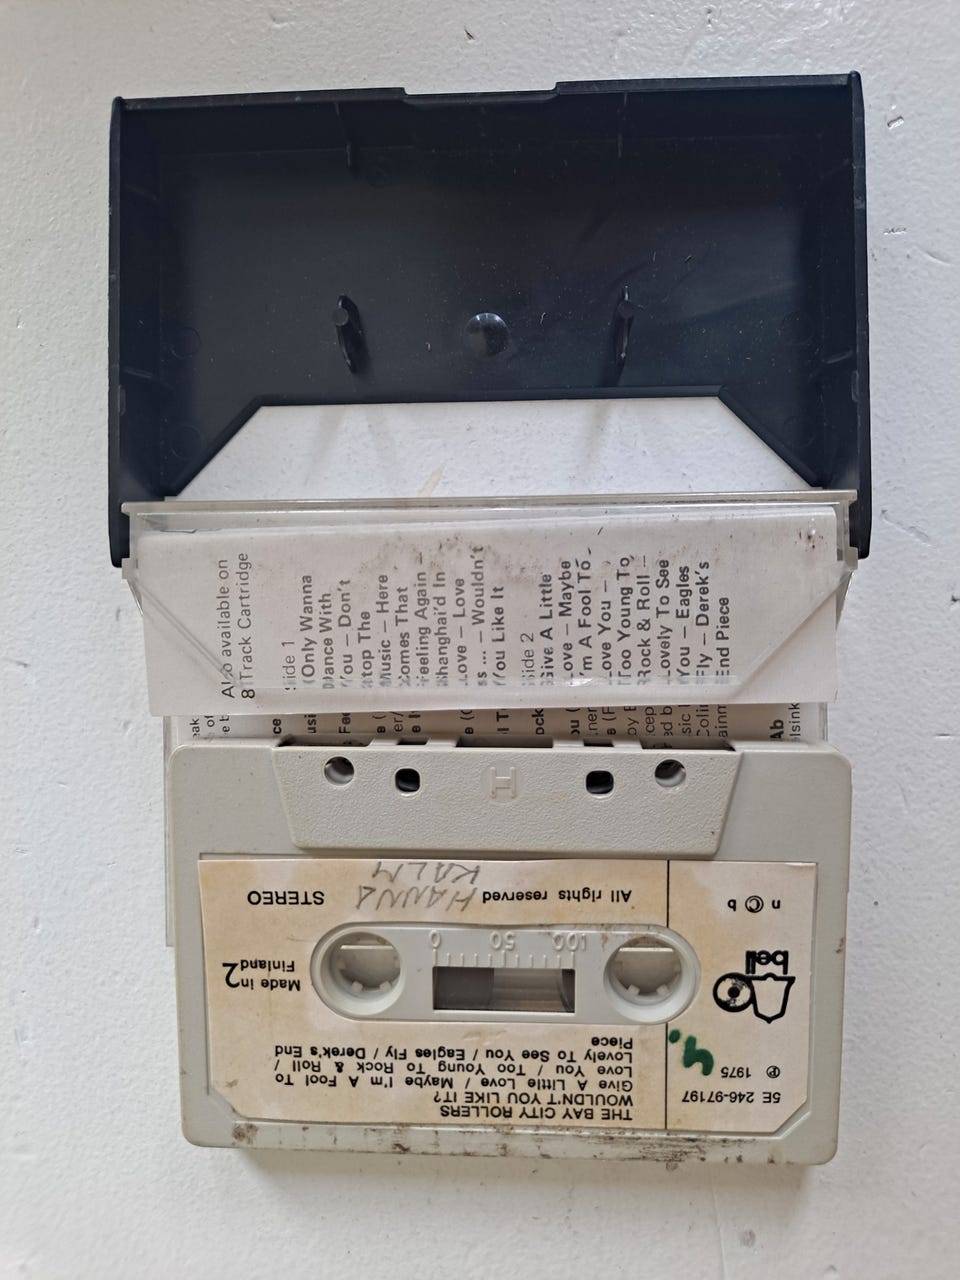 Also available on
8 Track Cartridge
Side 1
(Only Wanna
Dance With
You – Don't
Stop The
Music – Here
Comes That
Feeling Again –
Shanghai'd In
Love – Love
Is ... – Wouldn't
You Like It
Side 2
Give A Little
Love – Maybe
I'm A Fool To
Love You –
Too Young To
Rock & Roll –
Lovely To See
You – Eagles
Fly – Derek's
End Piece
5E 246-97197
℗ 1975
bell
n © b
THE BAY CITY ROLLERS
WOULDN'T YOU LIKE IT?
Give A Little Love / Maybe I'm A Fool To
Love You / Too Young To Rock & Roll /
Lovely To See You / Eagles Fly / Derek's End
Piece
100 50 0
Made in
Finland
2
All rights reserved
STEREO
HANNA
KALM